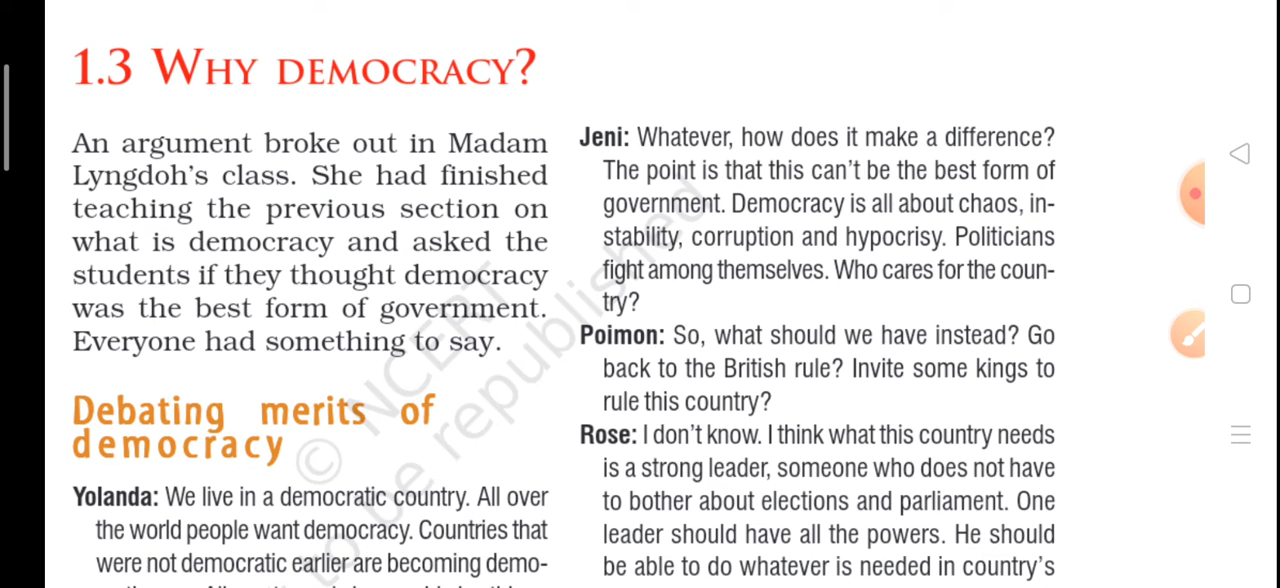 1.3 WHY DEMOCRACY?
An argument broke out in Madam
Lyngdoh's class. She had finished
teaching the previous section on
what is democracy and asked the
students if they thought democracy
was the best form of government.
Everyone had something to say.
Debating merits of
democracy
Yolanda: We live in a democratic country. All over
the world people want democracy. Countries that
were not democratic earlier are becoming demo-
Jeni: Whatever, how does it make a difference?
The point is that this can't be the best form of
government. Democracy is all about chaos, in-
stability, corruption and hypocrisy. Politicians
fight among themselves. Who cares for the coun-
try?
Poimon: So, what should we have instead? Go
back to the British rule? Invite some kings to
rule this country?
Rose: I don't know. I think what this country needs
is a strong leader, someone who does not have
to bother about elections and parliament. One
leader should have all the powers. He should
be able to do whatever is needed in country's
© NCERT
to be republished